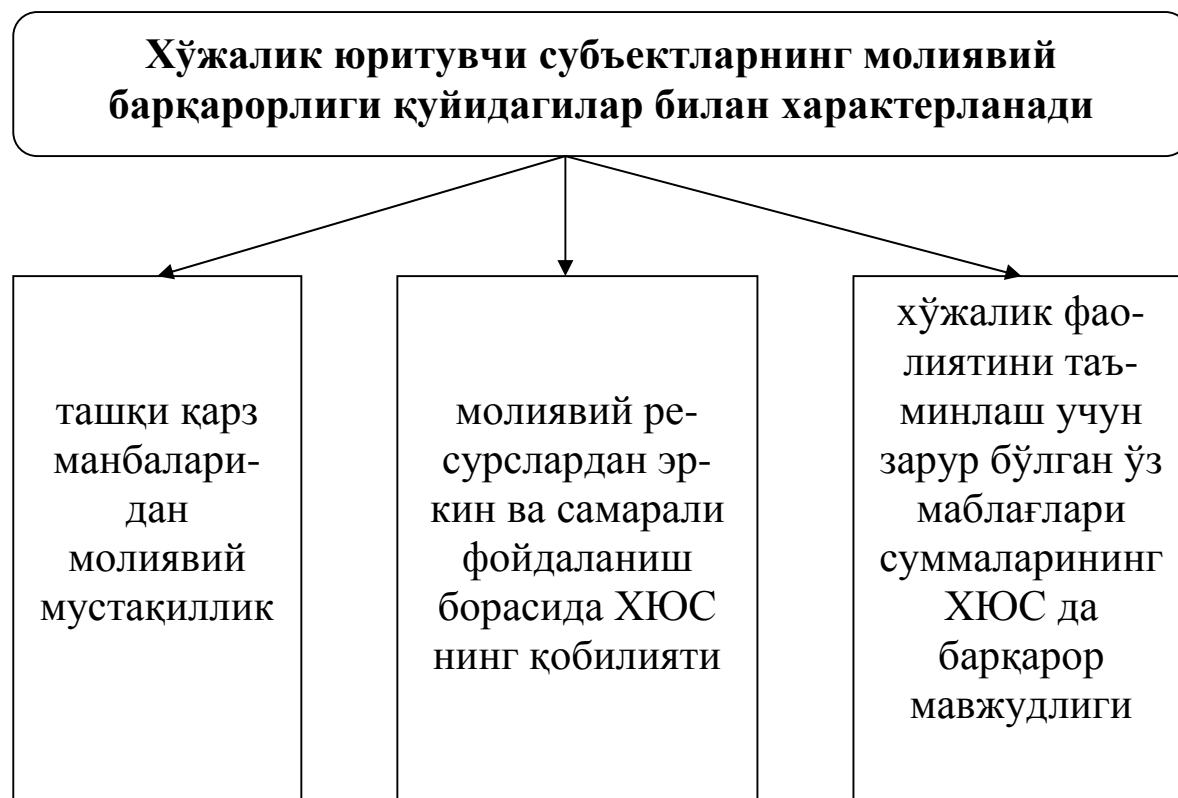 Хўжалик юритувчи субъектларнинг молиявий
барқарорлиги қуйидагилар билан характерланади
ташқи қарз
манбалари-
дан
молиявий
мустақиллик
молиявий ре-
сурслардан эр-
кин ва самарали
фойдаланиш
борасида ХЮС
нинг қобилияти
хўжалик фао-
лиятини таъ-
минлаш учун
зарур бўлган ўз
маблағлари
суммаларининг
ХЮС да
барқарор
мавжудлиги